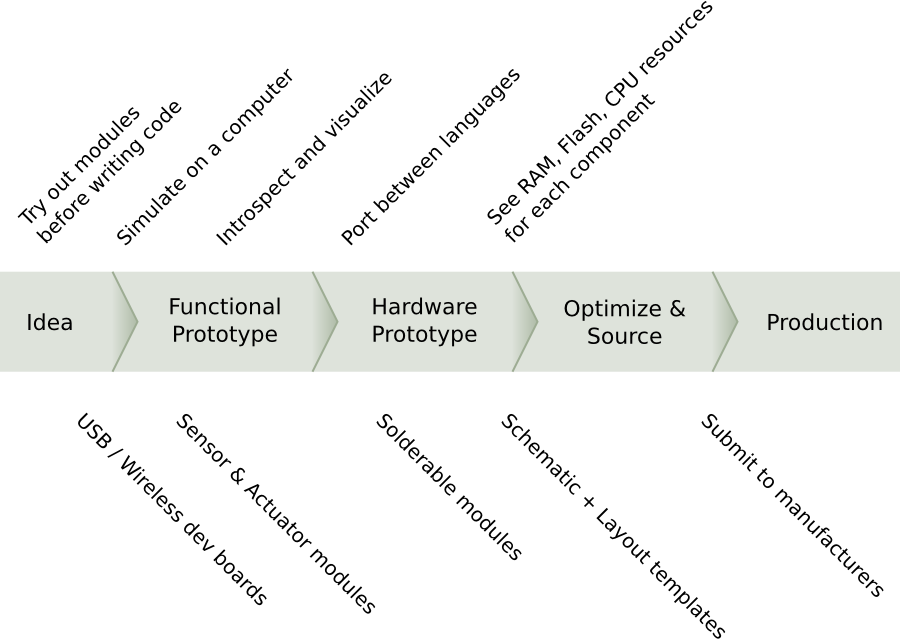 Try out modules
before writing code
Simulate on a computer
Introspect and visualize
Port between languages
See RAM, Flash, CPU resources
for each component
Idea
Functional
Prototype
Hardware
Prototype
Optimize &
Source
Production
USB / Wireless dev boards
Sensor & Actuator modules
Solderable modules
Schematic + Layout templates
Submit to manufacturers